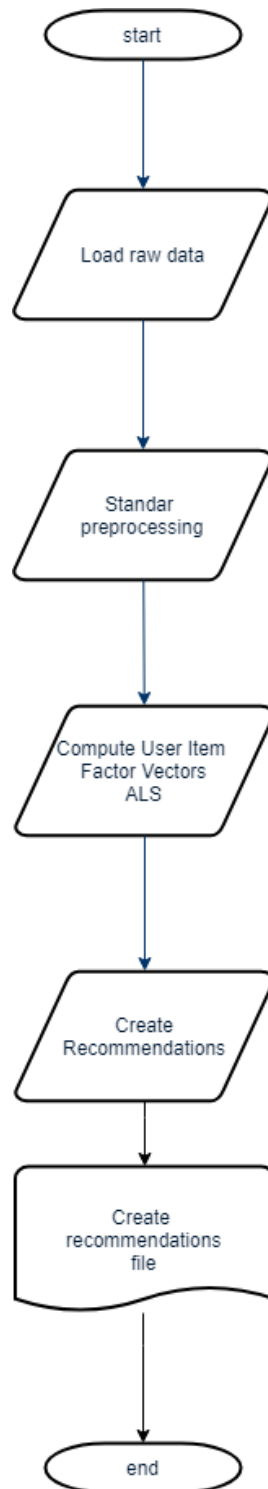 start
Load raw data
Standar
preprocessing
Compute User Item
Factor Vectors
ALS
Create
Recommendations
Create
recommendations
file
end